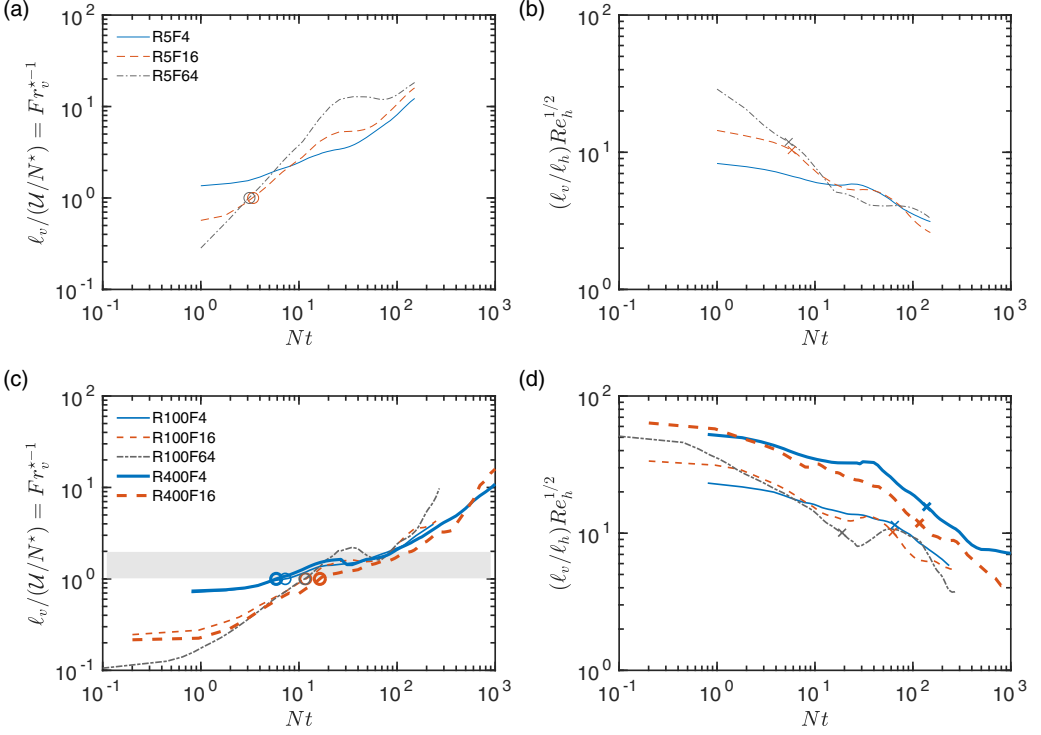 (a)
10^2
10^1
10^0
10^-1
ℓ_v/(𝒰/N^⋆) = Fr_v^⋆−1
R5F4
R5F16
R5F64
10^-1 10^0 10^1 10^2 10^3
Nt
(b)
10^2
10^1
10^0
(ℓ_v/ℓ_h)Re_h^1/2
10^-1 10^0 10^1 10^2 10^3
Nt
(c)
10^2
10^1
10^0
10^-1
ℓ_v/(𝒰/N^⋆) = Fr_v^⋆−1
R100F4
R100F16
R100F64
R400F4
R400F16
10^-1 10^0 10^1 10^2 10^3
Nt
(d)
10^2
10^1
10^0
(ℓ_v/ℓ_h)Re_h^1/2
10^-1 10^0 10^1 10^2 10^3
Nt